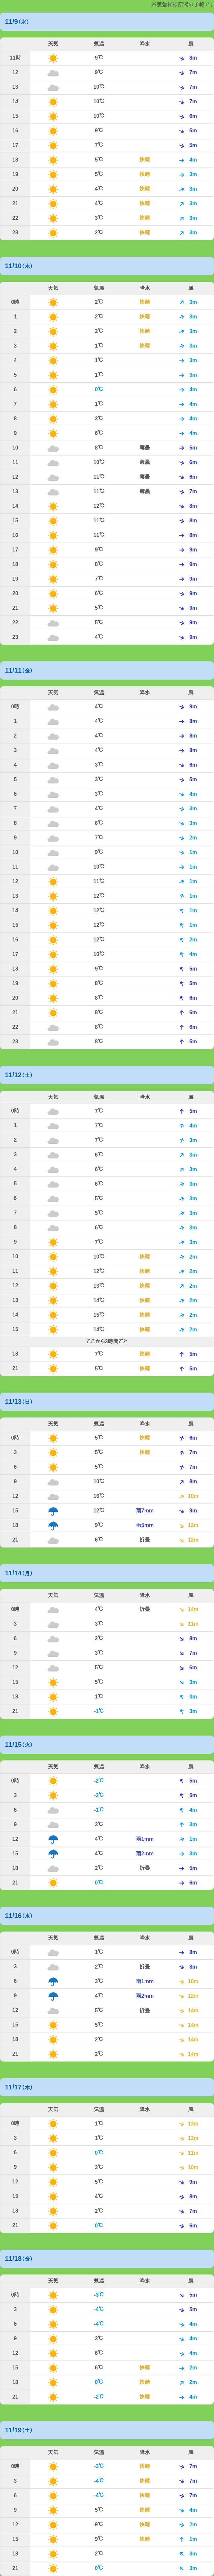 の予報です
11/9(水)
天気 気温 降水 風
11時 9℃ 8m
12 9℃ 7m
13 10℃ 7m
14 10℃ 7m
15 10℃ 6m
16 9℃ 5m
17 7℃ 5m
18 5℃ 快晴 4m
19 5℃ 快晴 3m
20 4℃ 快晴 3m
21 4℃ 快晴 3m
22 3℃ 快晴 3m
23 2℃ 快晴 3m
11/10(木)
天気 気温 降水 風
0時 2℃ 快晴 3m
1 2℃ 快晴 3m
2 2℃ 快晴 3m
3 1℃ 快晴 3m
4 1℃ 3m
5 1℃ 3m
6 0℃ 4m
7 1℃ 4m
8 3℃ 4m
9 6℃ 4m
10 8℃ 薄曇 5m
11 10℃ 薄曇 6m
12 11℃ 薄曇 6m
13 11℃ 薄曇 7m
14 12℃ 8m
15 11℃ 8m
16 11℃ 8m
17 9℃ 9m
18 8℃ 9m
19 7℃ 9m
20 6℃ 9m
21 5℃ 9m
22 5℃ 9m
23 4℃ 9m
11/11(金)
天気 気温 降水 風
0時 4℃ 9m
1 4℃ 8m
2 4℃ 8m
3 4℃ 8m
4 3℃ 6m
5 3℃ 5m
6 3℃ 4m
7 4℃ 3m
8 6℃ 3m
9 7℃ 2m
10 9℃ 1m
11 10℃ 1m
12 11℃ 1m
13 12℃ 1m
14 12℃ 1m
15 12℃ 1m
16 12℃ 2m
17 10℃ 4m
18 9℃ 5m
19 8℃ 5m
20 8℃ 6m
21 8℃ 6m
22 8℃ 6m
23 8℃ 5m
11/12(土)
天気 気温 降水 風
0時 7℃ 5m
1 7℃ 4m
2 7℃ 3m
3 6℃ 3m
4 6℃ 3m
5 6℃ 3m
6 5℃ 3m
7 5℃ 3m
8 6℃ 3m
9 7℃ 3m
10 10℃ 快晴 2m
11 12℃ 快晴 2m
12 13℃ 快晴 2m
13 14℃ 快晴 2m
14 15℃ 快晴 2m
15 14℃ 快晴 2m
ここから3時間ごと
18 7℃ 快晴 5m
21 5℃ 快晴 5m
11/13(日)
天気 気温 降水 風
0時 5℃ 快晴 6m
3 5℃ 快晴 7m
6 5℃ 7m
9 10℃ 8m
12 16℃ 10m
15 12℃ 雨7mm 9m
18 9℃ 雨5mm 12m
21 6℃ 折曇 12m
11/14(月)
天気 気温 降水 風
0時 4℃ 折曇 14m
3 3℃ 11m
6 2℃ 8m
9 3℃ 7m
12 5℃ 6m
15 5℃ 3m
18 1℃ 0m
21 -1℃ 3m
11/15(火)
天気 気温 降水 風
0時 -2℃ 5m
3 -2℃ 5m
6 -1℃ 4m
9 3℃ 3m
12 4℃ 雨1mm 1m
15 4℃ 雨2mm 3m
18 2℃ 折曇 5m
21 0℃ 6m
11/16(水)
天気 気温 降水 風
0時 1℃ 8m
3 2℃ 折曇 8m
6 3℃ 雨1mm 10m
9 4℃ 雨2mm 12m
12 5℃ 折曇 14m
15 5℃ 14m
18 2℃ 14m
21 2℃ 14m
11/17(木)
天気 気温 降水 風
0時 1℃ 13m
3 1℃ 12m
6 0℃ 11m
9 3℃ 10m
12 5℃ 9m
15 4℃ 8m
18 2℃ 7m
21 0℃ 6m
11/18(金)
天気 気温 降水 風
0時 -3℃ 5m
3 -4℃ 5m
6 -4℃ 4m
9 3℃ 4m
12 6℃ 4m
15 6℃ 快晴 2m
18 0℃ 快晴 2m
21 -2℃ 快晴 4m
11/19(土)
天気 気温 降水 風
0時 -3℃ 快晴 7m
3 -4℃ 快晴 7m
6 -4℃ 快晴 7m
9 5℃ 快晴 4m
12 9℃ 快晴 2m
15 9℃ 快晴 1m
18 2℃ 3m
21 0℃ 3m